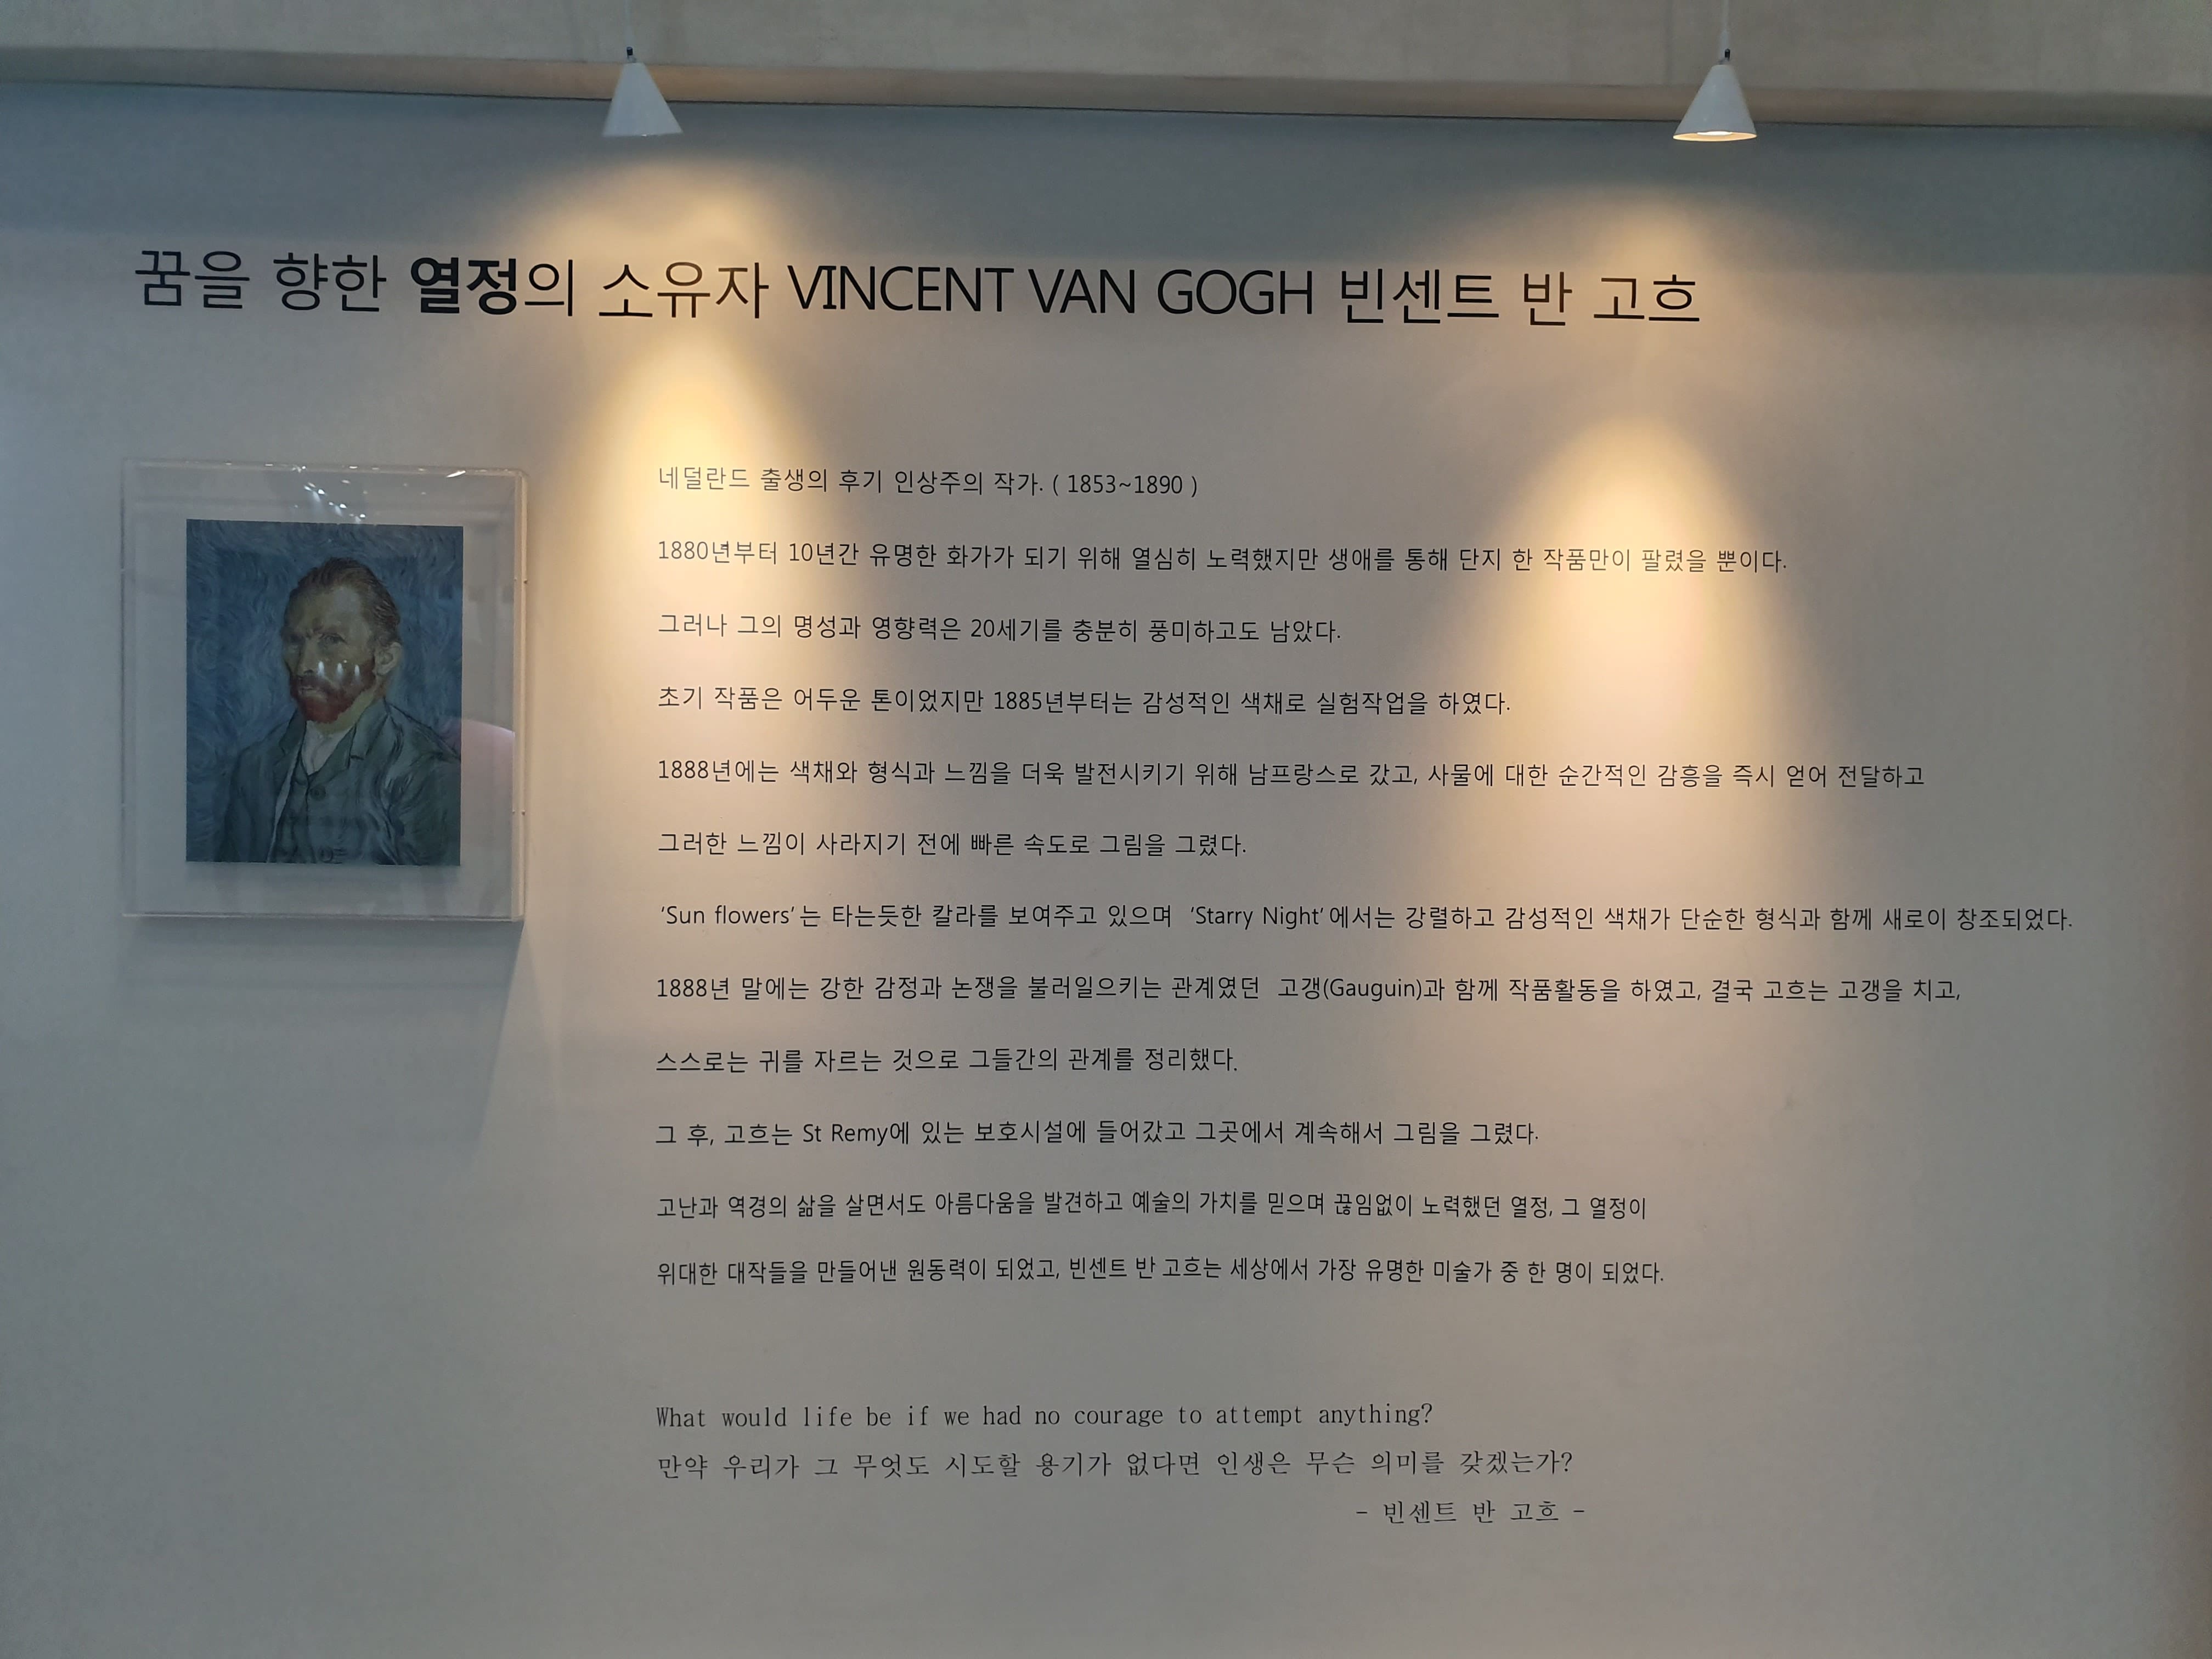 꿈을 향한 열정의 소유자 VINCENT VAN GOGH 빈센트 반 고흐
네덜란드 출생의 후기 인상주의 작가. ( 1853~1890 )
1880년부터 10년간 유명한 화가가 되기 위해 열심히 노력했지만 생애를 통해 단지 한 작품만이 팔렸을 뿐이다.
그러나 그의 명성과 영향력은 20세기를 충분히 풍미하고도 남았다.
초기 작품은 어두운 톤이었지만 1885년부터는 감성적인 색채로 실험작업을 하였다.
1888년에는 색채와 형식과 느낌을 더욱 발전시키기 위해 남프랑스로 갔고, 사물에 대한 순간적인 감흥을 즉시 얻어 전달하고
그러한 느낌이 사라지기 전에 빠른 속도로 그림을 그렸다.
‘Sun flowers’는 타는듯한 칼라를 보여주고 있으며 ‘Starry Night’에서는 강렬하고 감성적인 색채가 단순한 형식과 함께 새로이 창조되었다.
1888년 말에는 강한 감정과 논쟁을 불러일으키는 관계였던 고갱(Gauguin)과 함께 작품활동을 하였고, 결국 고흐는 고갱을 치고,
스스로는 귀를 자르는 것으로 그들간의 관계를 정리했다.
그 후, 고흐는 St Remy에 있는 보호시설에 들어갔고 그곳에서 계속해서 그림을 그렸다.
고난과 역경의 삶을 살면서도 아름다움을 발견하고 예술의 가치를 믿으며 끊임없이 노력했던 열정, 그 열정이
위대한 대작들을 만들어낸 원동력이 되었고, 빈센트 반 고흐는 세상에서 가장 유명한 미술가 중 한 명이 되었다.
What would life be if we had no courage to attempt anything?
만약 우리가 그 무엇도 시도할 용기가 없다면 인생은 무슨 의미를 갖겠는가?
- 빈센트 반 고흐 -